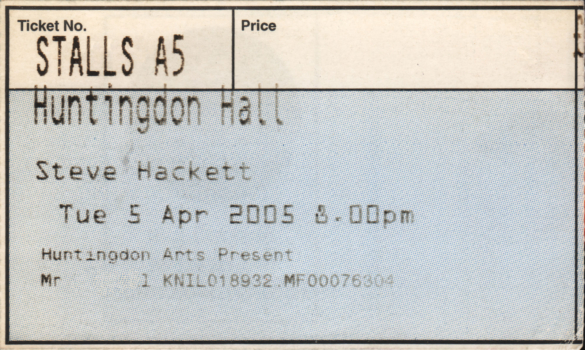 Ticket No. Price
STALLS A5
Huntingdon Hall
Steve Hackett
Tue 5 Apr 2005 8.00pm
Huntingdon Arts Present
Mr l KNIL018932.MF00076304